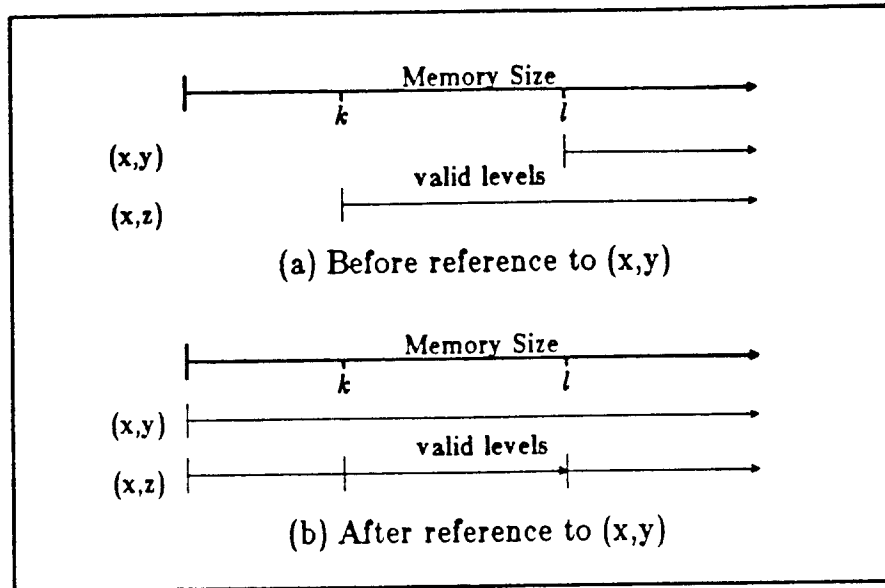 Memory Size
k l
(x,y)
valid levels
(x,z)
(a) Before reference to (x,y)
Memory Size
k l
(x,y)
valid levels
(x,z)
(b) After reference to (x,y)